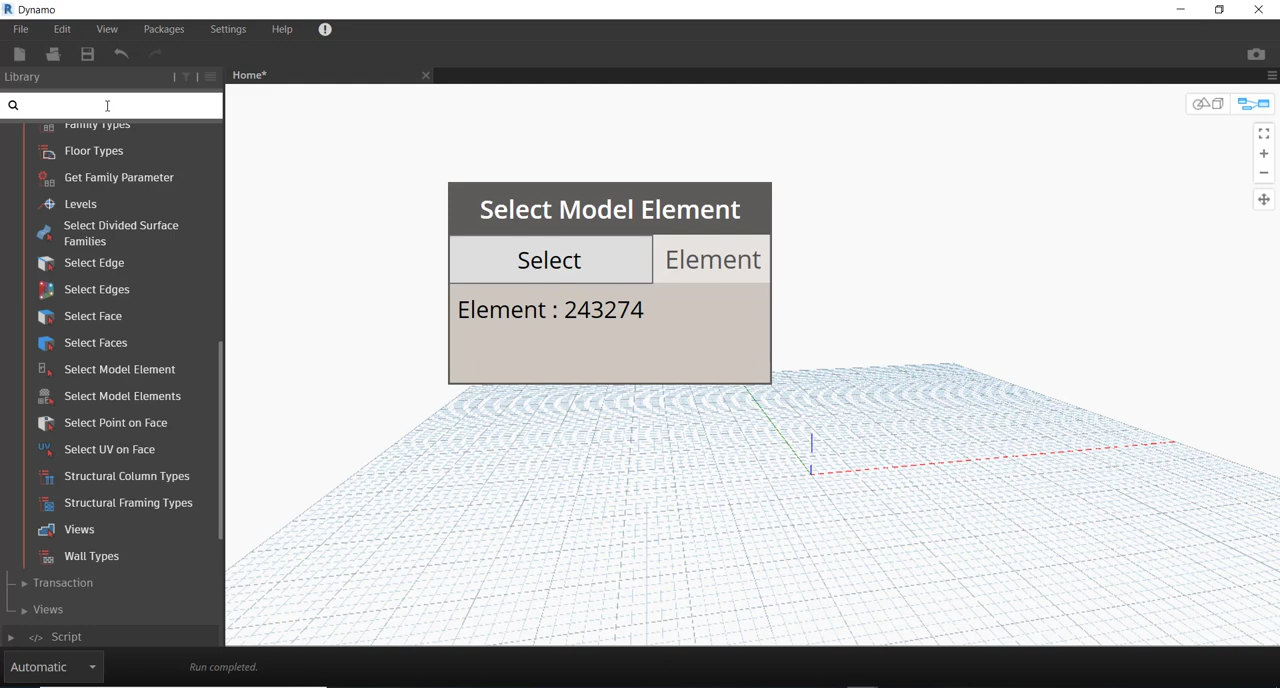 Dynamo
File Edit View Packages Settings Help
Library
Home*
Family Types
Floor Types
Get Family Parameter
Levels
Select Divided Surface
Families
Select Edge
Select Edges
Select Face
Select Faces
Select Model Element
Select Model Elements
Select Point on Face
Select UV on Face
Structural Column Types
Structural Framing Types
Views
Wall Types
Transaction
Views
Script
Select Model Element
Select Element
Element : 243274
Automatic Run completed.